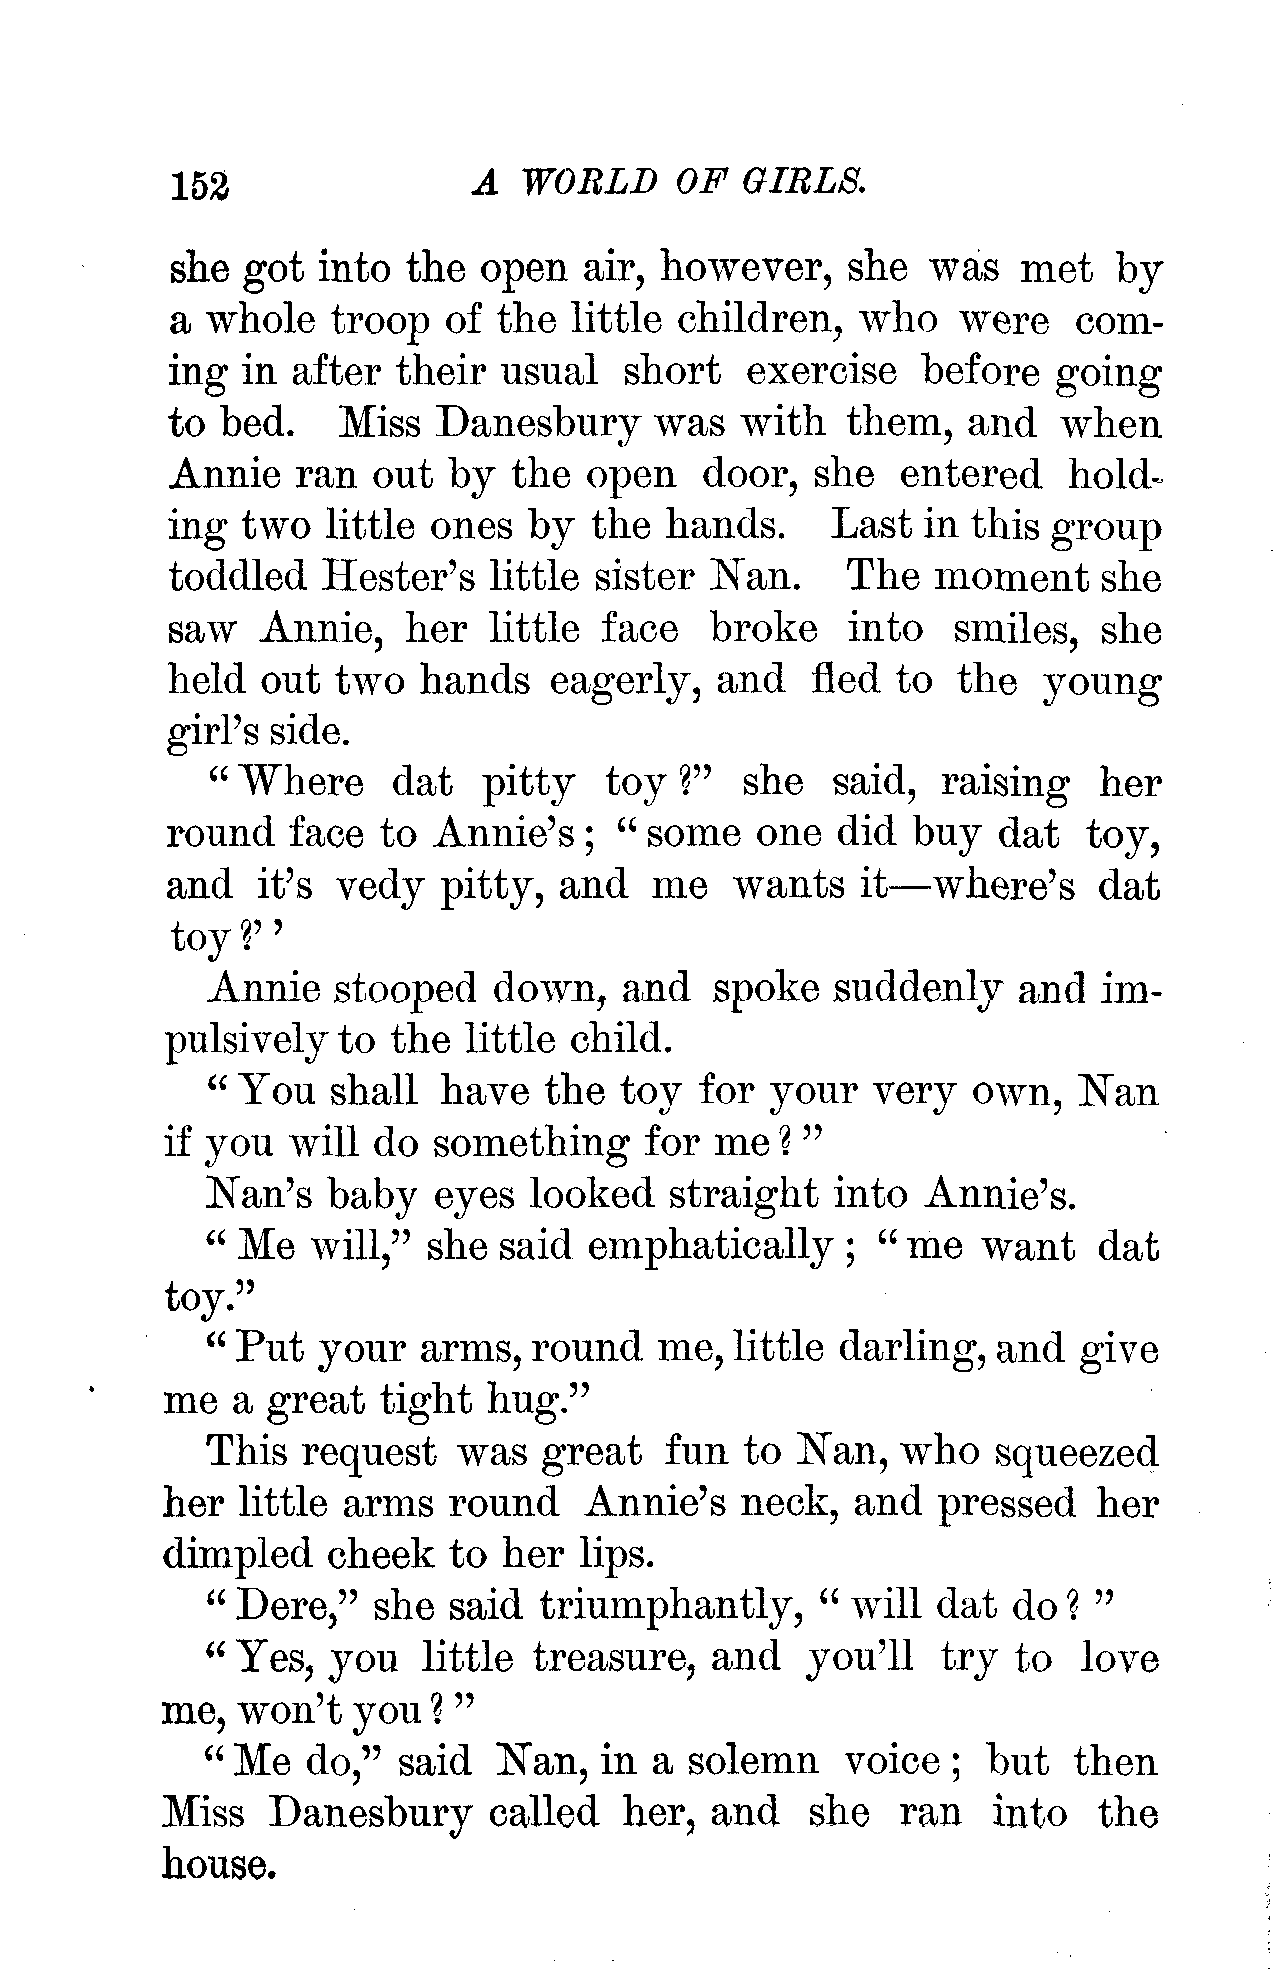 152 A WORLD OF GIRLS.
she got into the open air, however, she was met by
a whole troop of the little children, who were com-
ing in after their usual short exercise before going
to bed. Miss Danesbury was with them, and when
Annie ran out by the open door, she entered hold-
ing two little ones by the hands. Last in this group
toddled Hester's little sister Nan. The moment she
saw Annie, her little face broke into smiles, she
held out two hands eagerly, and fled to the young
girl's side.
“Where dat pitty toy?” she said, raising her
round face to Annie's; “some one did buy dat toy,
and it's vedy pitty, and me wants it—where's dat
toy?’ ’
Annie stooped down, and spoke suddenly and im-
pulsively to the little child.
“You shall have the toy for your very own, Nan
if you will do something for me?”
Nan's baby eyes looked straight into Annie's.
“Me will,” she said emphatically; “me want dat
toy.”
“Put your arms, round me, little darling, and give
me a great tight hug.”
This request was great fun to Nan, who squeezed
her little arms round Annie's neck, and pressed her
dimpled cheek to her lips.
“Dere,” she said triumphantly, “will dat do?”
“Yes, you little treasure, and you'll try to love
me, won't you?”
“Me do,” said Nan, in a solemn voice; but then
Miss Danesbury called her, and she ran into the
house.